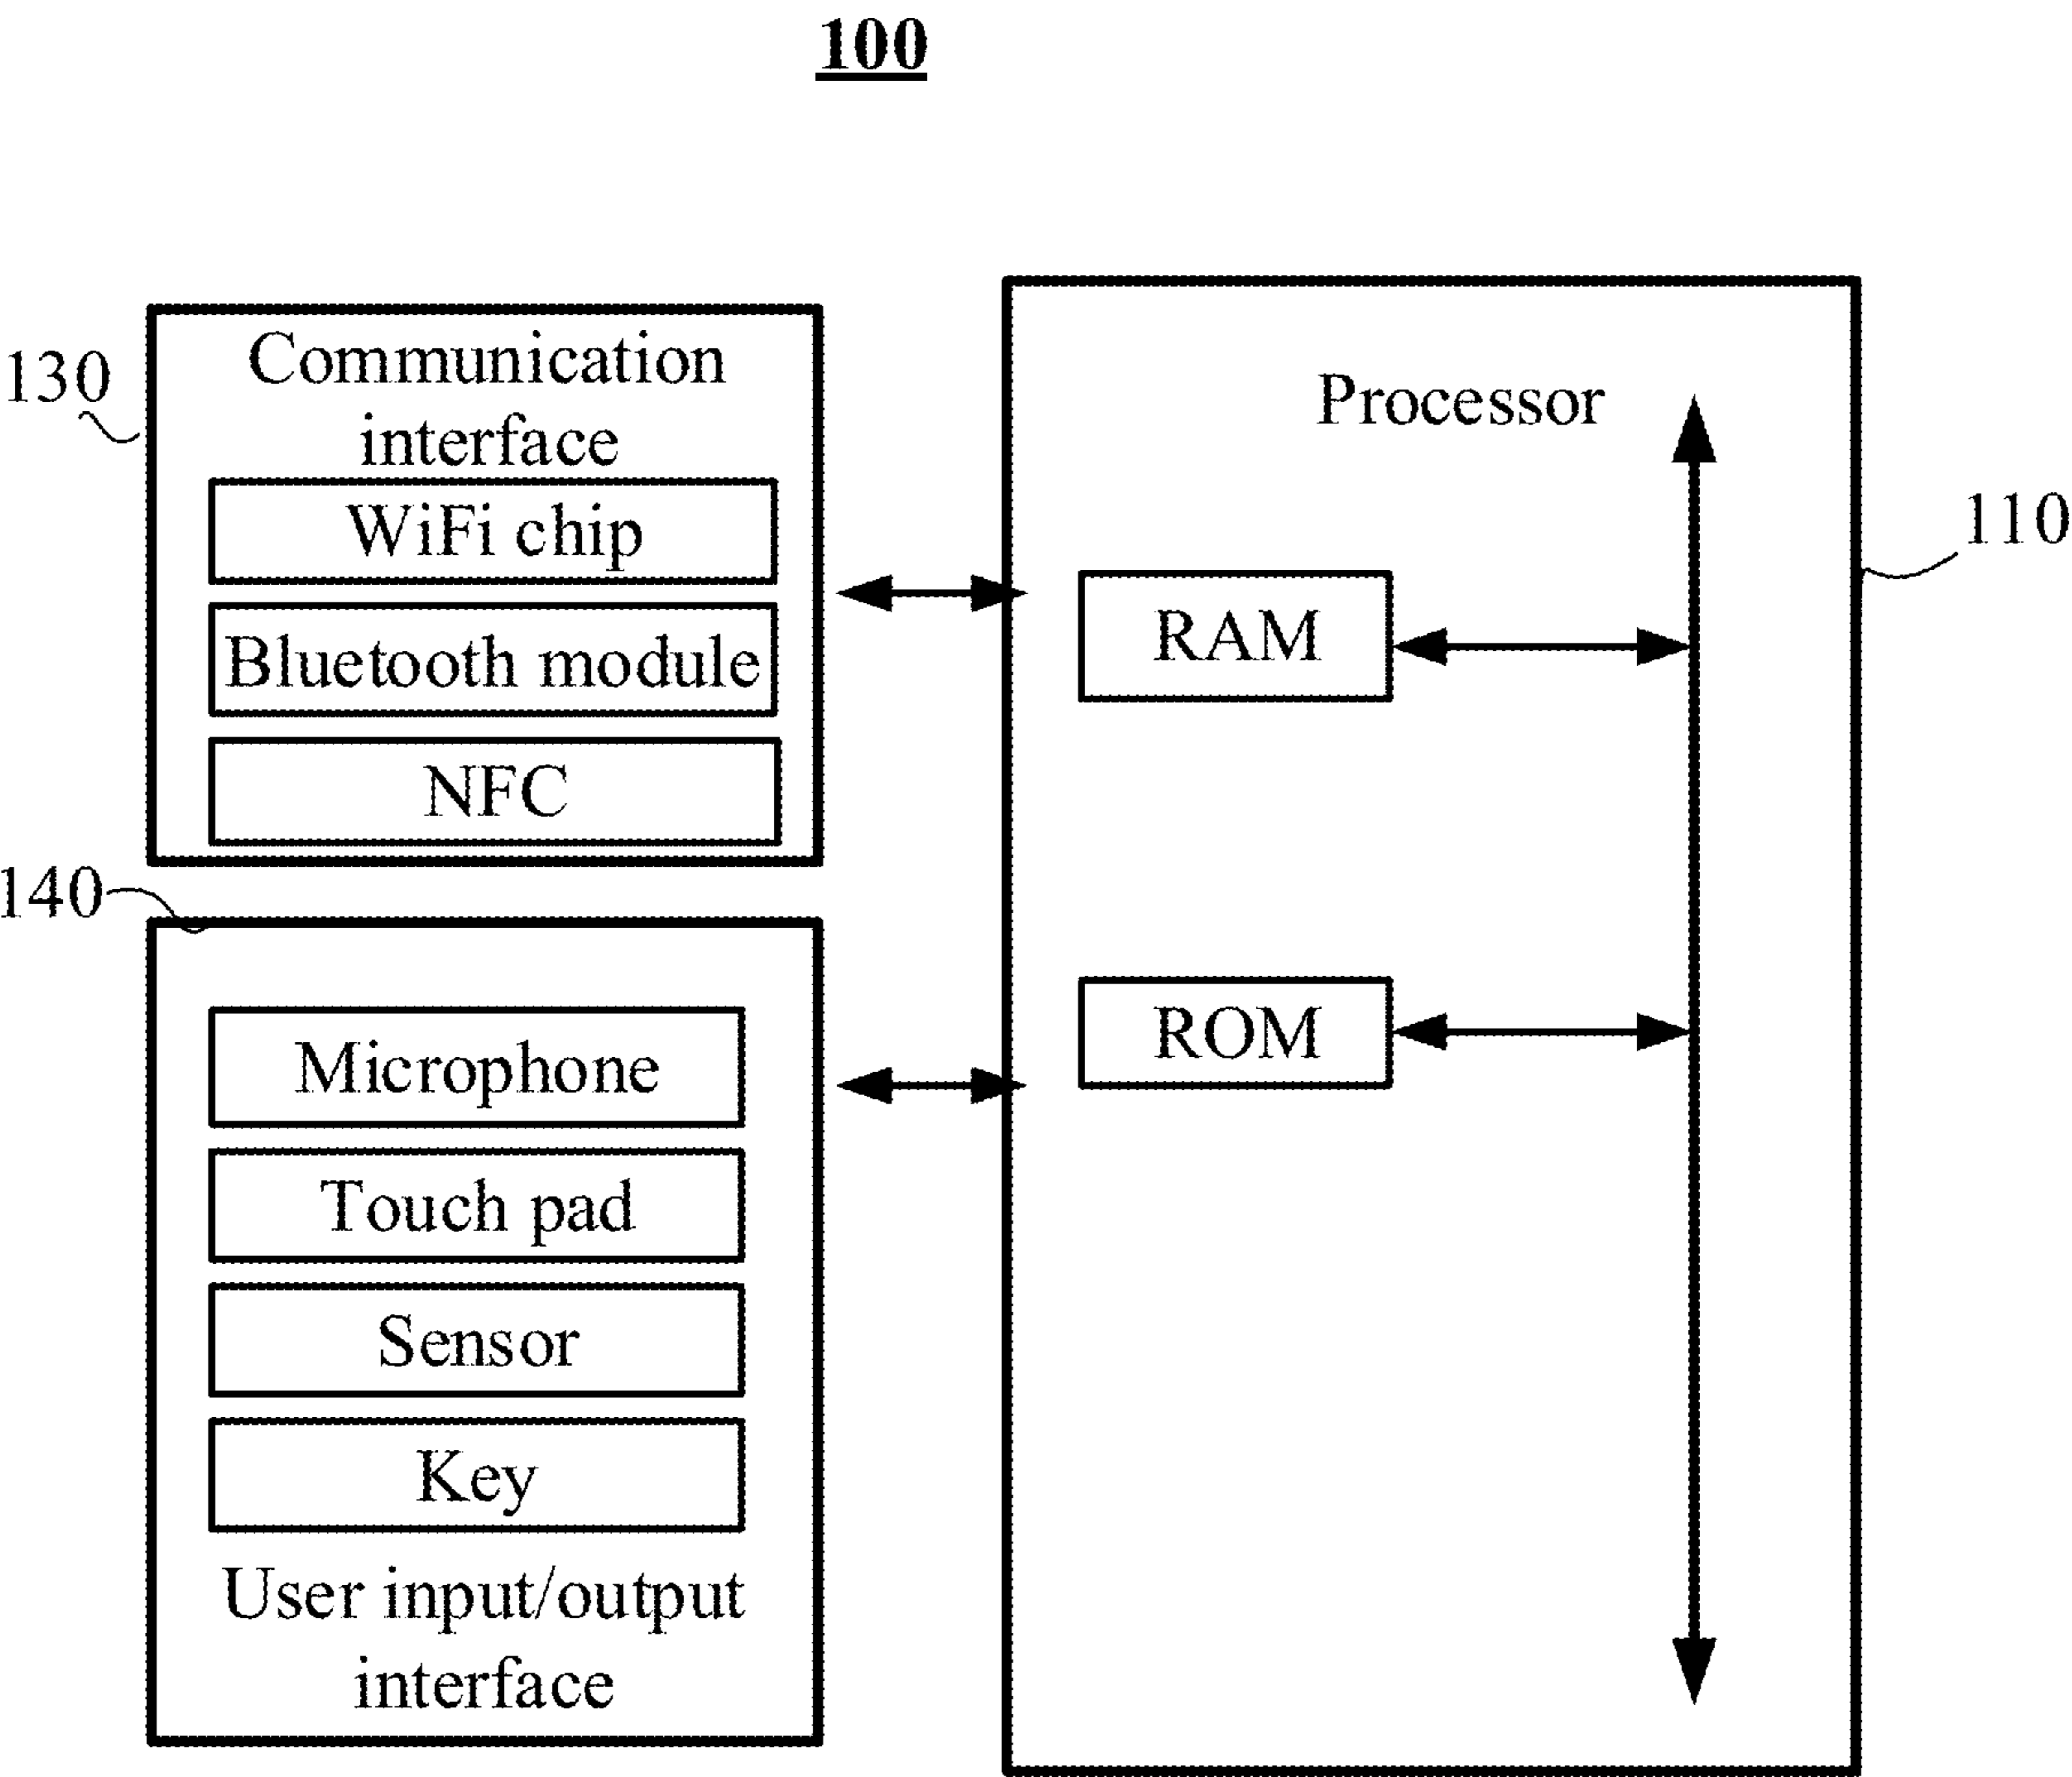 100
130
Communication
interface
WiFi chip
Bluetooth module
NFC
140
Microphone
Touch pad
Sensor
Key
User input/output
interface
Processor
110
RAM
ROM